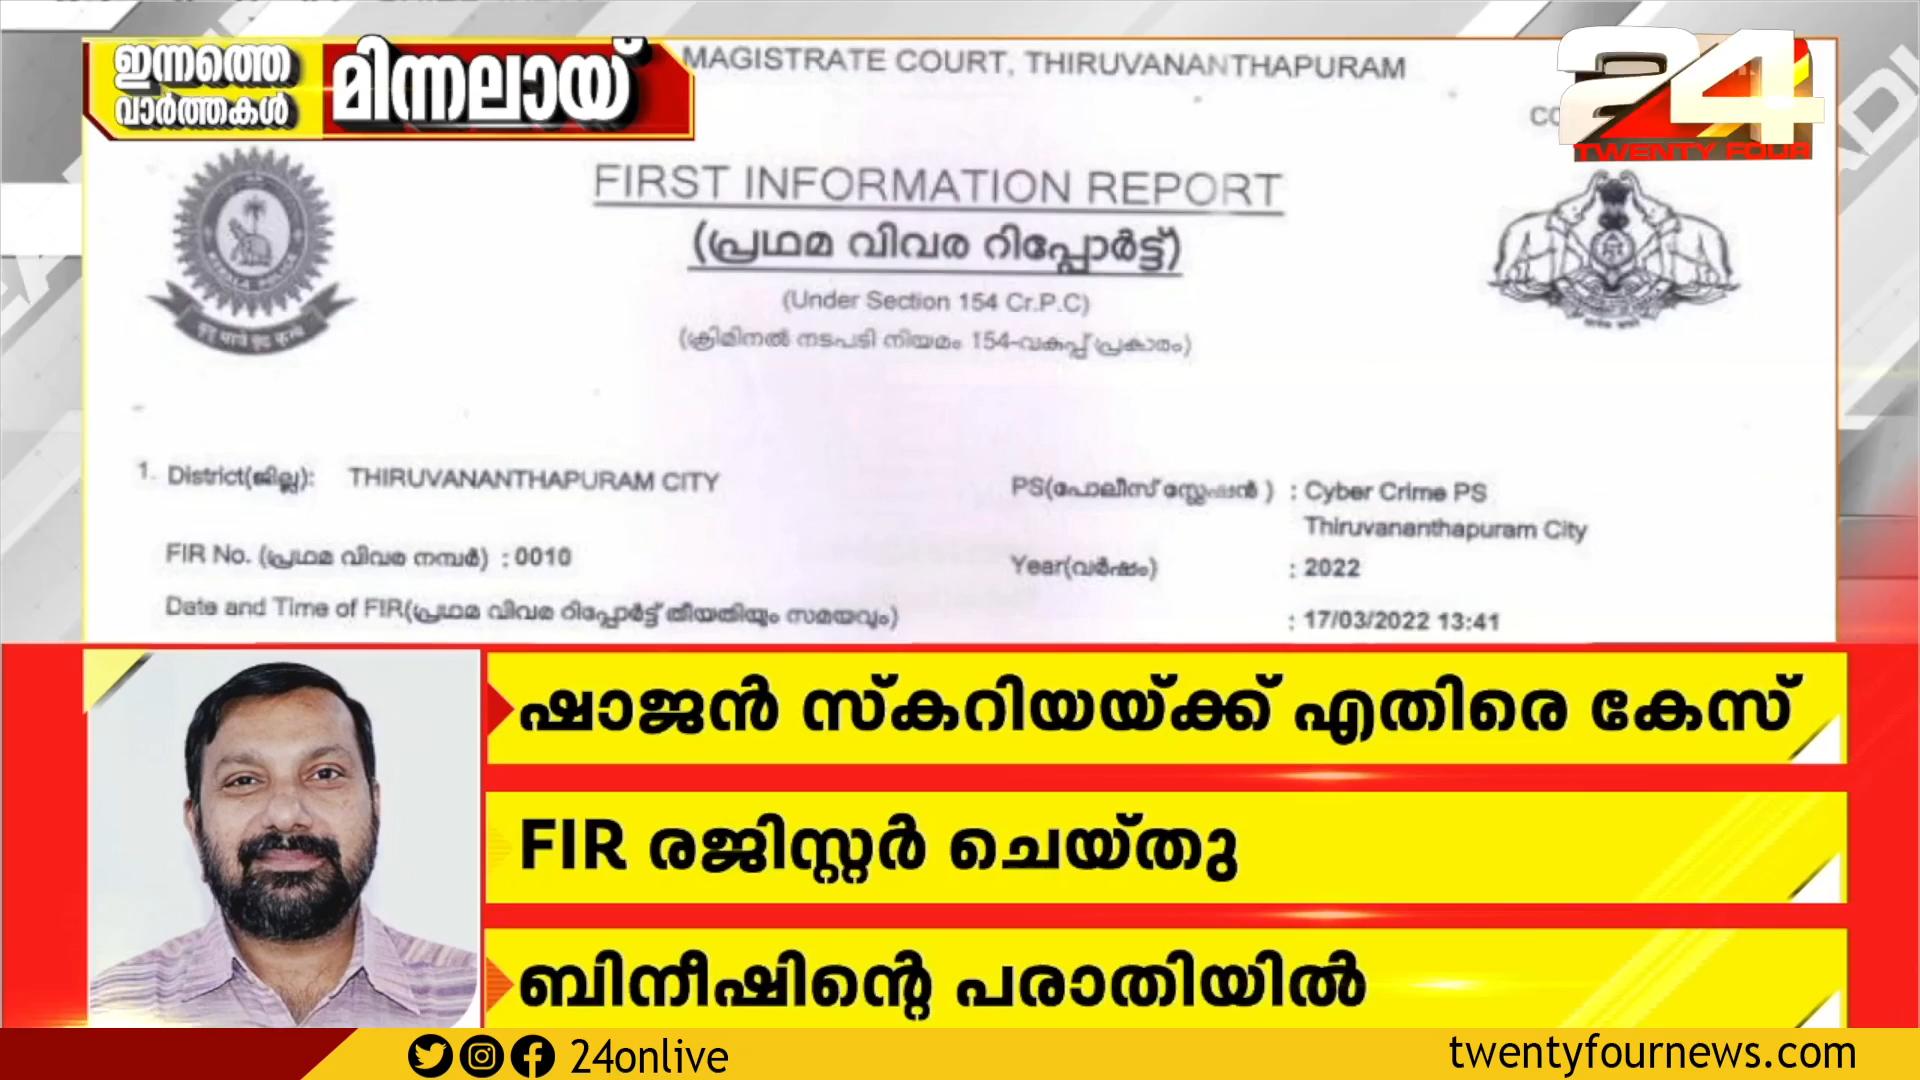 ഇന്നത്തെ
വാർത്തകൾ
മിന്നലായ്
MAGISTRATE COURT, THIRUVANANTHAPURAM
24
TWENTY FOUR
FIRST INFORMATION REPORT
(പ്രഥമ വിവര റിപ്പോർട്ട്)
(Under Section 154 Cr.P.C)
(ക്രിമിനൽ നടപടി നിയമം 154-വകുപ്പ് പ്രകാരം)
1. District(ജില്ല): THIRUVANANTHAPURAM CITY
PS(പോലീസ് സ്റ്റേഷൻ ) : Cyber Crime PS
Thiruvananthapuram City
FIR No. (പ്രഥമ വിവര നമ്പർ) : 0010
Year(വർഷം) : 2022
Date and Time of FIR(പ്രഥമ വിവര റിപ്പോർട്ട് തീയതിയും സമയവും) : 17/03/2022 13:41
ഷാജൻ സ്കറിയയ്ക്ക് എതിരെ കേസ്
FIR രജിസ്റ്റർ ചെയ്തു
ബിനീഷിന്റെ പരാതിയിൽ
24onlive
twentyfournews.com